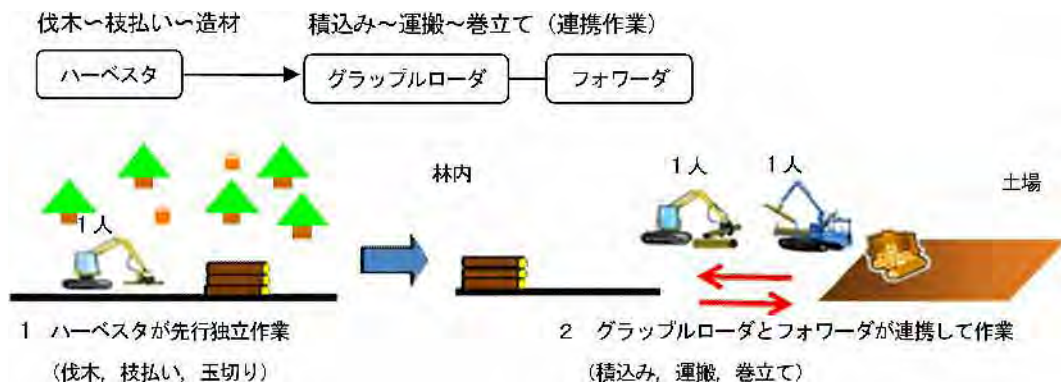 伐木～枝払い～造材
積込み～運搬～巻立て（連携作業）
ハーベスタ
グラップルローダ
フォワーダ
林内
1人
1人
土場
1人
1 ハーベスタが先行独立作業
（伐木，枝払い，玉切り）
2 グラップルローダとフォワーダが連携して作業
（積込み，運搬，巻立て）